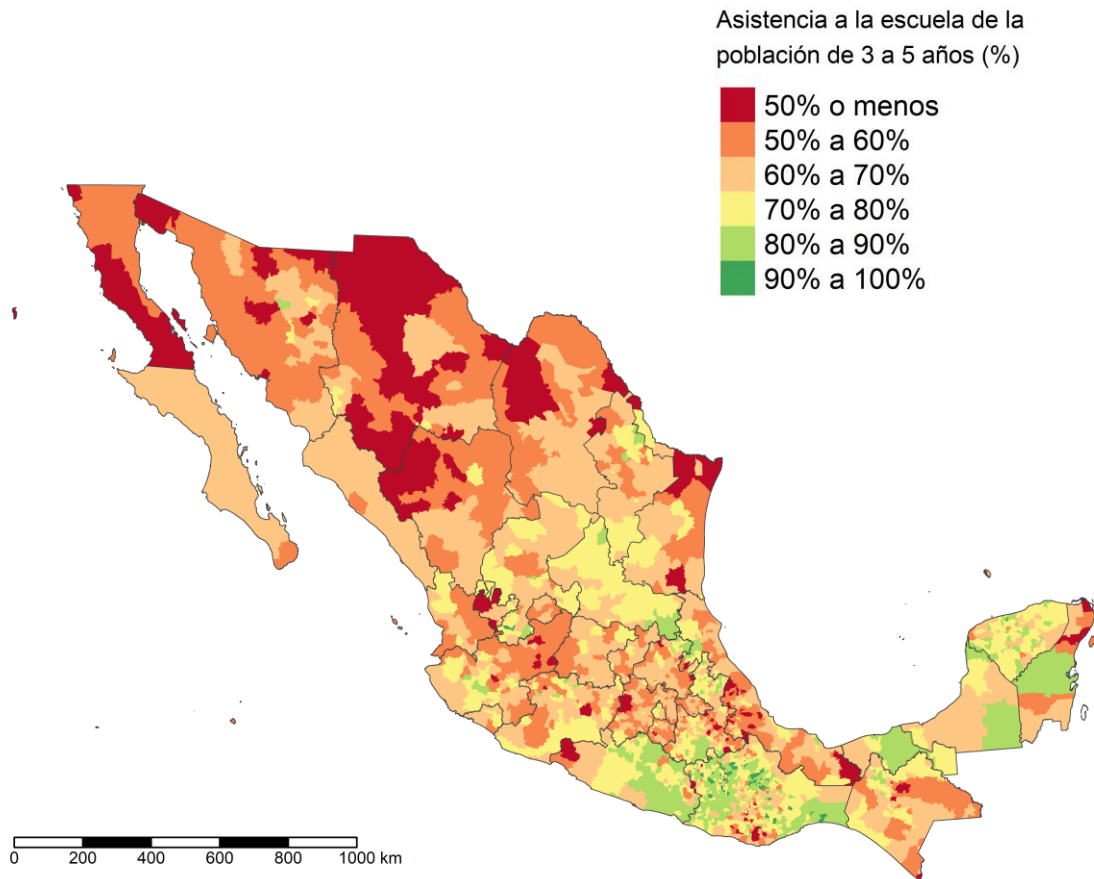 Asistencia a la escuela de la
población de 3 a 5 años (%)
50% o menos
50% a 60%
60% a 70%
70% a 80%
80% a 90%
90% a 100%
0 200 400 600 800 1000 km